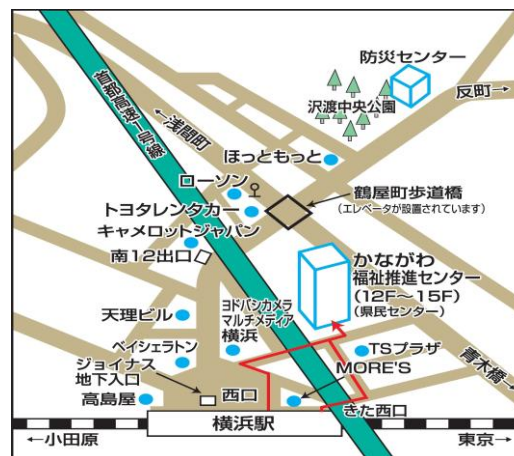 防災センター
反町→
沢渡中央公園
首都高速一号線
←浅間町
ほっともっと
ローソン
トヨタレンタカー
キャメロットジャパン
鶴屋町歩道橋
(エレベータが設置されています)
南12出口
かながわ
福祉推進センター
(12F～15F)
(県民センター)
天理ビル
ヨドバシカメラ
マルチメディア
横浜
ベイシェラトン
TSプラザ
青木橋→
ジョイナス
地下入口
MORE'S
高島屋
西口
きた西口
横浜駅
←小田原
東京→